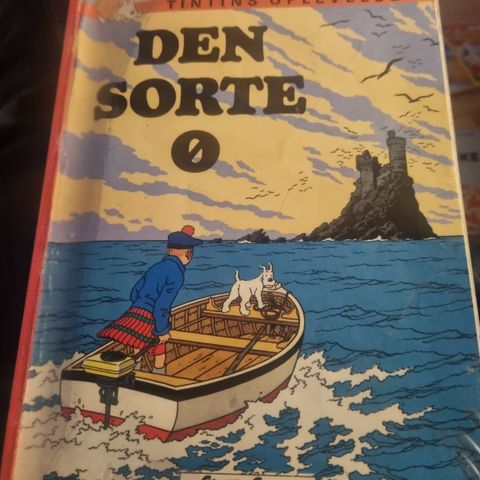 TINTINS OPLEVELSER
DEN
SORTE
Ø